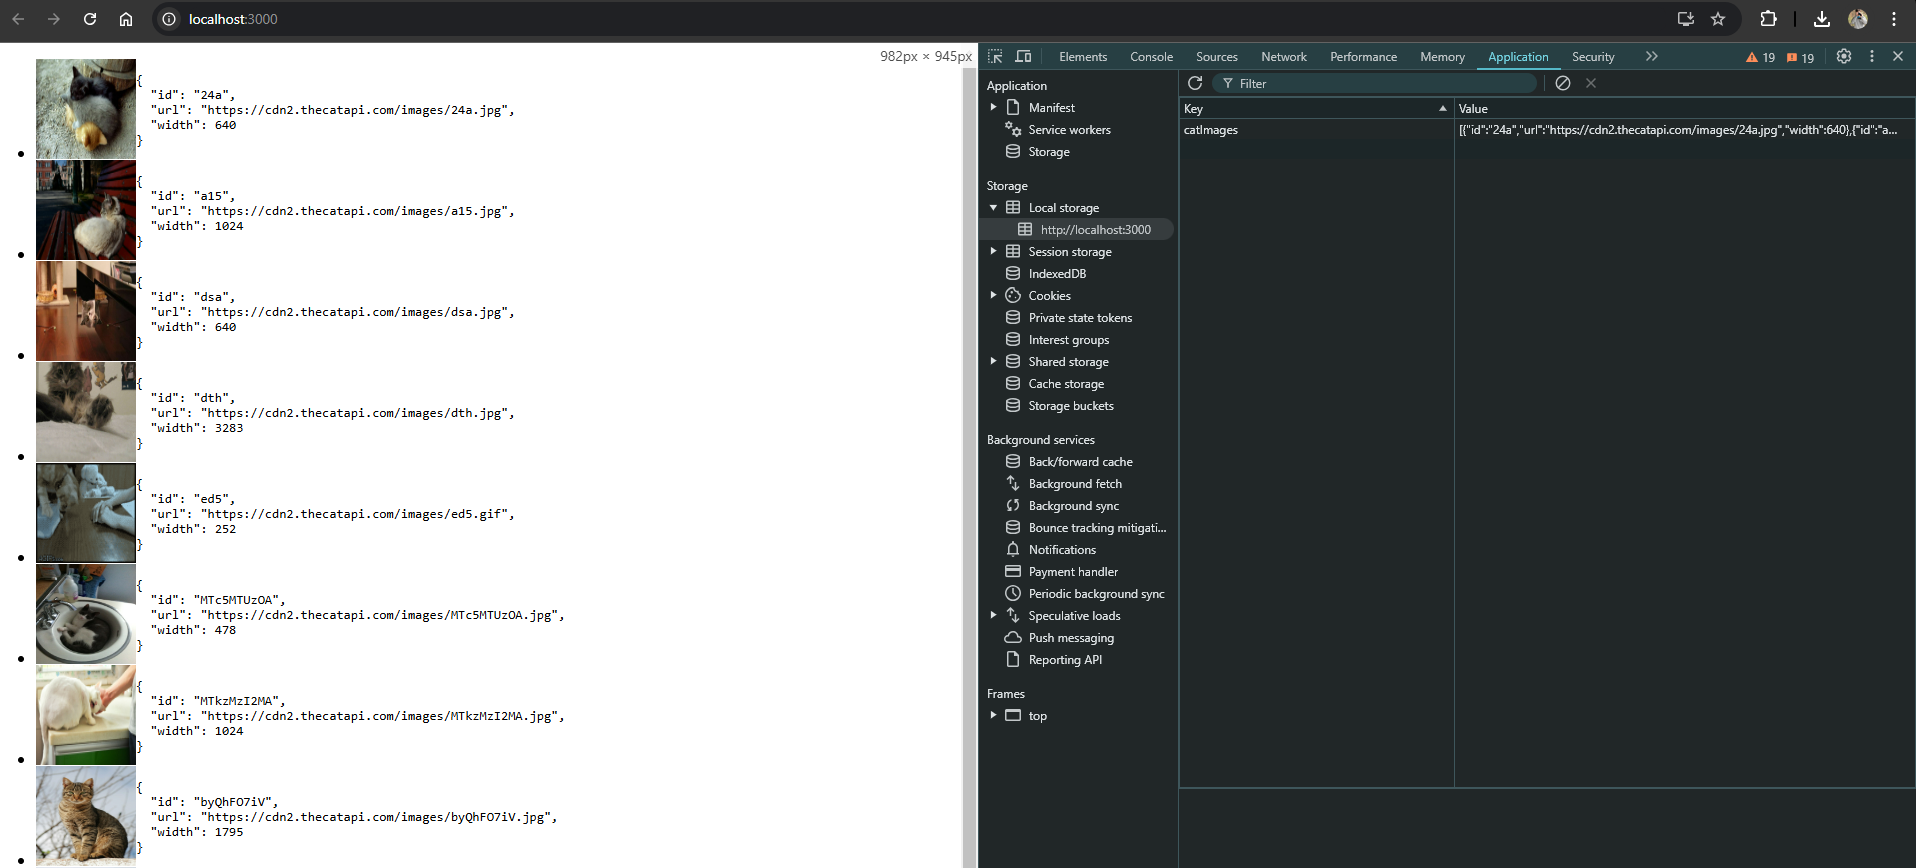 localhost:3000
982px × 945px
{
"id": "24a",
"url": "https://cdn2.thecatapi.com/images/24a.jpg",
"width": 640
}
{
"id": "a15",
"url": "https://cdn2.thecatapi.com/images/a15.jpg",
"width": 1024
}
{
"id": "dsa",
"url": "https://cdn2.thecatapi.com/images/dsa.jpg",
"width": 640
}
{
"id": "dth",
"url": "https://cdn2.thecatapi.com/images/dth.jpg",
"width": 3283
}
{
"id": "ed5",
"url": "https://cdn2.thecatapi.com/images/ed5.gif",
"width": 252
}
{
"id": "MTc5MTUzOA",
"url": "https://cdn2.thecatapi.com/images/MTc5MTUzOA.jpg",
"width": 478
}
{
"id": "MTkzMzI2MA",
"url": "https://cdn2.thecatapi.com/images/MTkzMzI2MA.jpg",
"width": 1024
}
{
"id": "byQhFO7iV",
"url": "https://cdn2.thecatapi.com/images/byQhFO7iV.jpg",
"width": 1795
}
Elements Console Sources Network Performance Memory Application Security 19 19
Application
Manifest
Service workers
Storage
Storage
Local storage
http://localhost:3000
Session storage
IndexedDB
Cookies
Private state tokens
Interest groups
Shared storage
Cache storage
Storage buckets
Background services
Back/forward cache
Background fetch
Background sync
Bounce tracking mitigati...
Notifications
Payment handler
Periodic background sync
Speculative loads
Push messaging
Reporting API
Frames
top
Filter
Key Value
catImages [{"id":"24a","url":"https://cdn2.thecatapi.com/images/24a.jpg","width":640},{"id":"a...